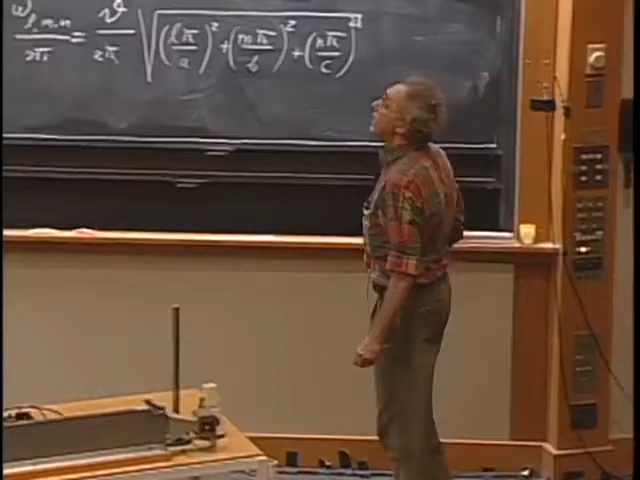 ω_{l,m,n}/2π = v/2π √((lπ/a)² + (mπ/b)² + (nπ/c)²)